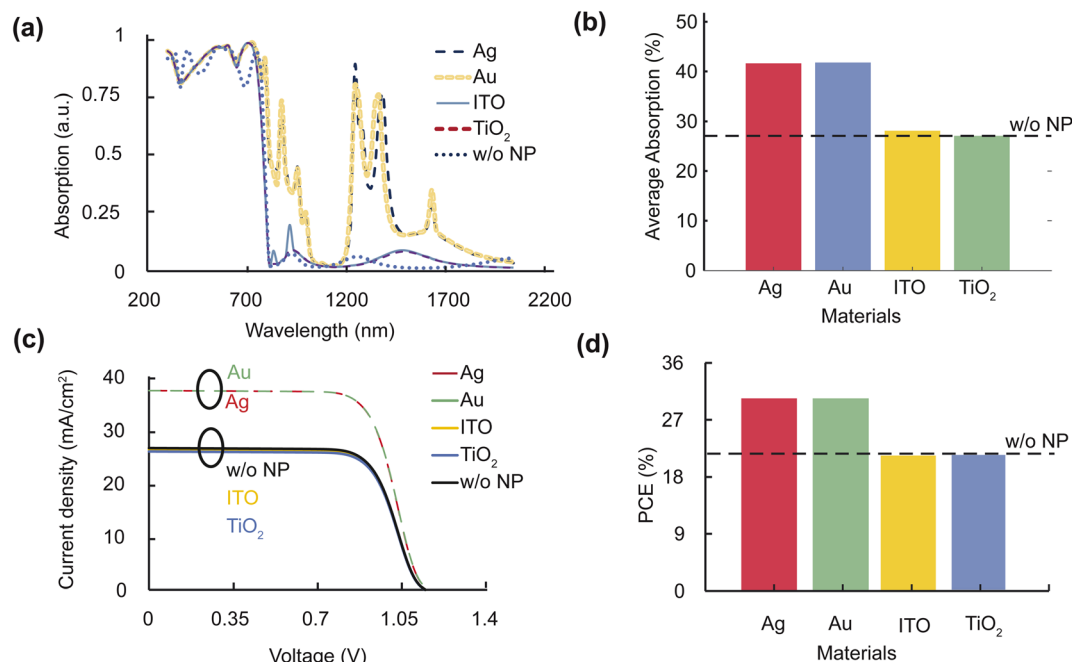 (a)
Absorption (a.u.)
1
0.75
0.5
0.25
0
200
700
1200
1700
2200
Wavelength (nm)
Ag
Au
ITO
TiO₂
w/o NP
(b)
Average Absorption (%)
50
40
30
20
10
0
w/o NP
Ag
Au
ITO
TiO₂
Materials
(c)
Current density (mA/cm²)
40
30
20
10
0
0
0.35
0.7
1.05
1.4
Voltage (V)
Au
Ag
w/o NP
ITO
TiO₂
Ag
Au
ITO
TiO₂
w/o NP
(d)
PCE (%)
36
27
18
9
0
w/o NP
Ag
Au
ITO
TiO₂
Materials